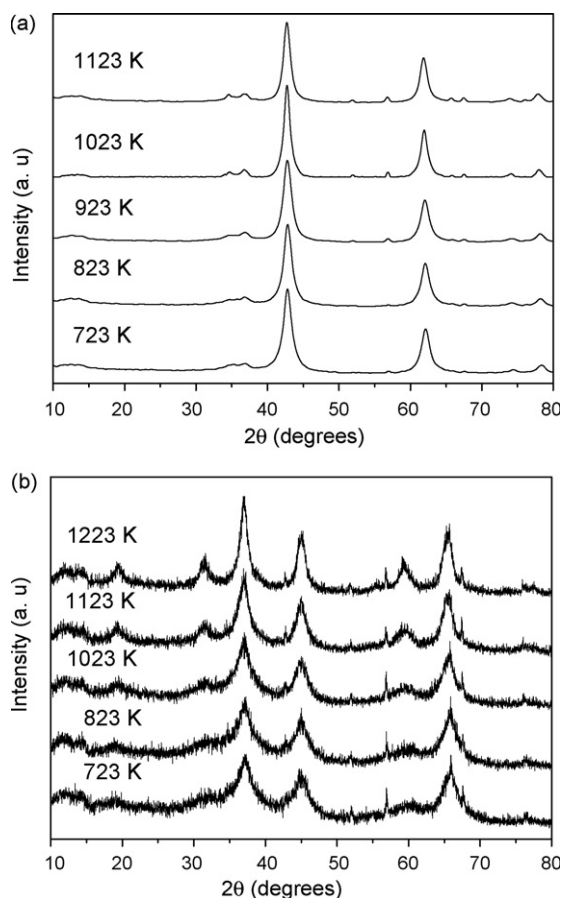 (a)
1123 K
1023 K
923 K
823 K
723 K
Intensity (a. u)
10 20 30 40 50 60 70 80
2θ (degrees)
(b)
1223 K
1123 K
1023 K
823 K
723 K
Intensity (a. u)
10 20 30 40 50 60 70 80
2θ (degrees)